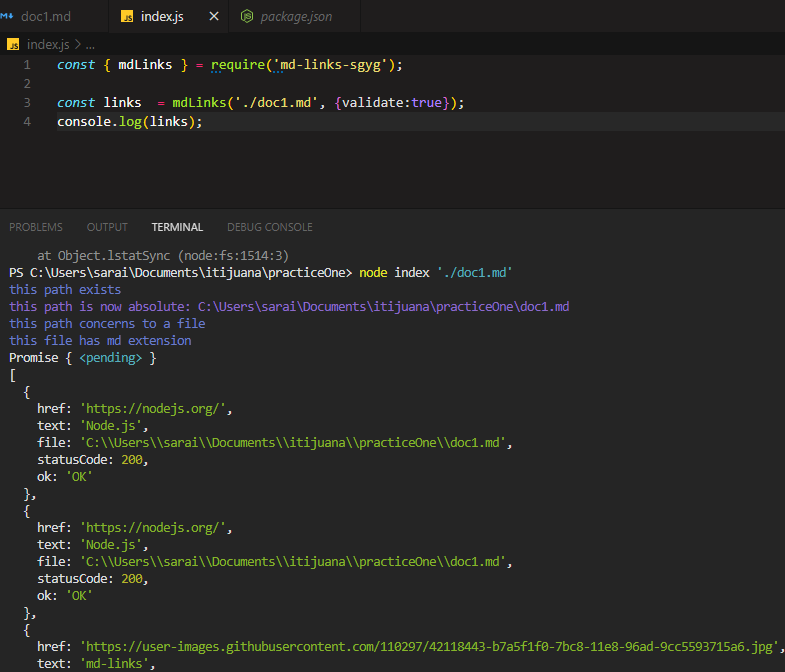 doc1.md index.js package.json
index.js > ...
1 const { mdLinks } = require('md-links-sgyg');
2
3 const links  = mdLinks('./doc1.md', {validate:true});
4 console.log(links);
PROBLEMS OUTPUT TERMINAL DEBUG CONSOLE
    at Object.lstatSync (node:fs:1514:3)
PS C:\Users\sarai\Documents\itijuana\practiceOne> node index './doc1.md'
this path exists
this path is now absolute: C:\Users\sarai\Documents\itijuana\practiceOne\doc1.md
this path concerns to a file
this file has md extension
Promise { <pending> }
[
  {
    href: 'https://nodejs.org/',
    text: 'Node.js',
    file: 'C:\\Users\\sarai\\Documents\\itijuana\\practiceOne\\doc1.md',
    statusCode: 200,
    ok: 'OK'
  },
  {
    href: 'https://nodejs.org/',
    text: 'Node.js',
    file: 'C:\\Users\\sarai\\Documents\\itijuana\\practiceOne\\doc1.md',
    statusCode: 200,
    ok: 'OK'
  },
  {
    href: 'https://user-images.githubusercontent.com/110297/42118443-b7a5f1f0-7bc8-11e8-96ad-9cc5593715a6.jpg',
    text: 'md-links',